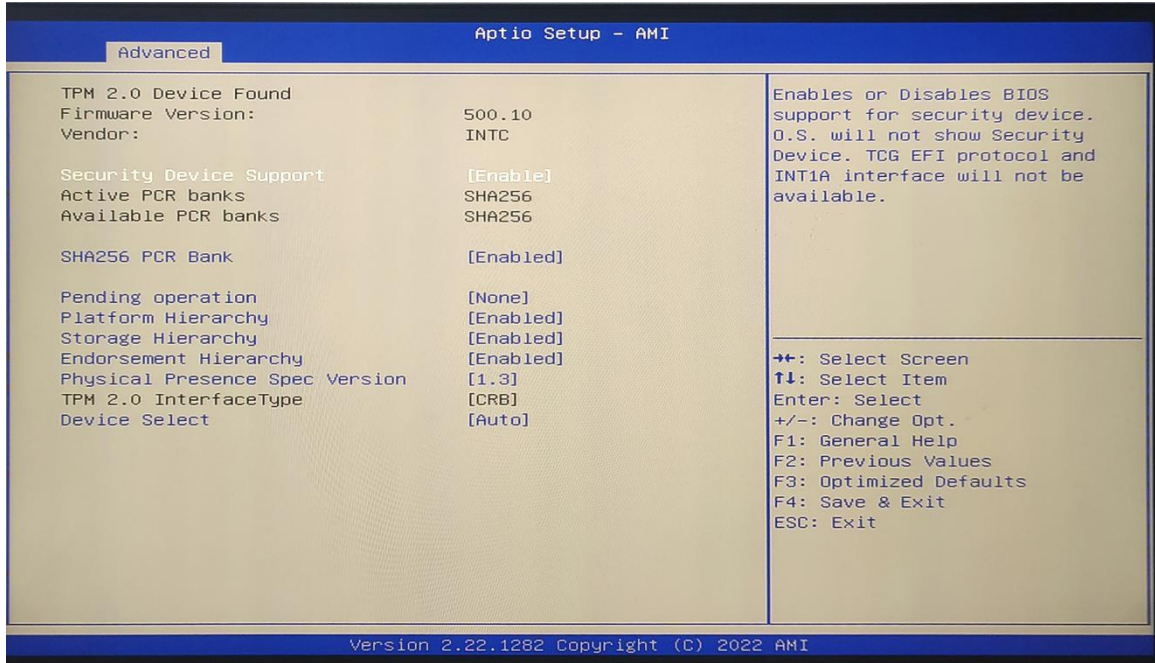 Aptio Setup – AMI
Advanced
TPM 2.0 Device Found
Firmware Version: 500.10
Vendor: INTC
Security Device Support [Enable]
Active PCR banks SHA256
Available PCR banks SHA256
SHA256 PCR Bank [Enabled]
Pending operation [None]
Platform Hierarchy [Enabled]
Storage Hierarchy [Enabled]
Endorsement Hierarchy [Enabled]
Physical Presence Spec Version [1.3]
TPM 2.0 InterfaceType [CRB]
Device Select [Auto]
Enables or Disables BIOS
support for security device.
O.S. will not show Security
Device. TCG EFI protocol and
INT1A interface will not be
available.
→←: Select Screen
↑↓: Select Item
Enter: Select
+/-: Change Opt.
F1: General Help
F2: Previous Values
F3: Optimized Defaults
F4: Save & Exit
ESC: Exit
Version 2.22.1282 Copyright (C) 2022 AMI